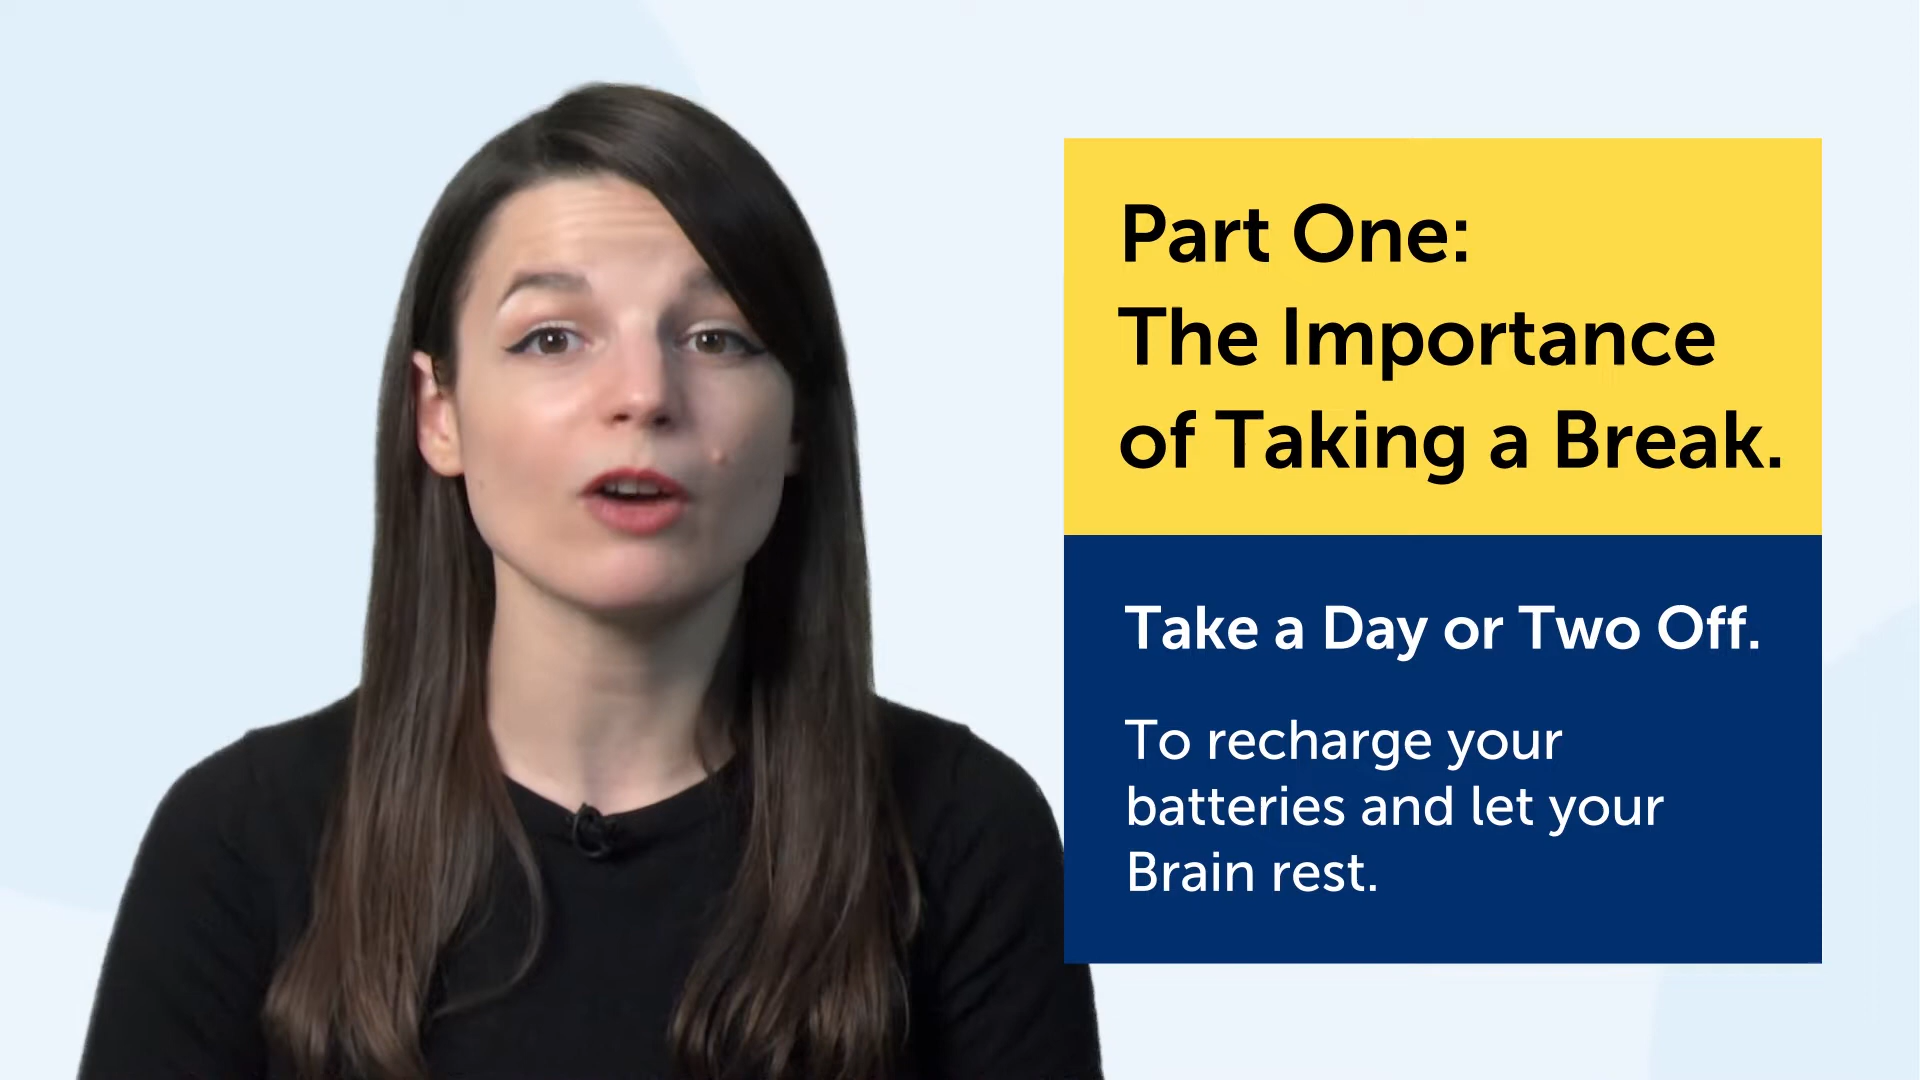 Part One:
The Importance
of Taking a Break.
Take a Day or Two Off.
To recharge your
batteries and let your
Brain rest.